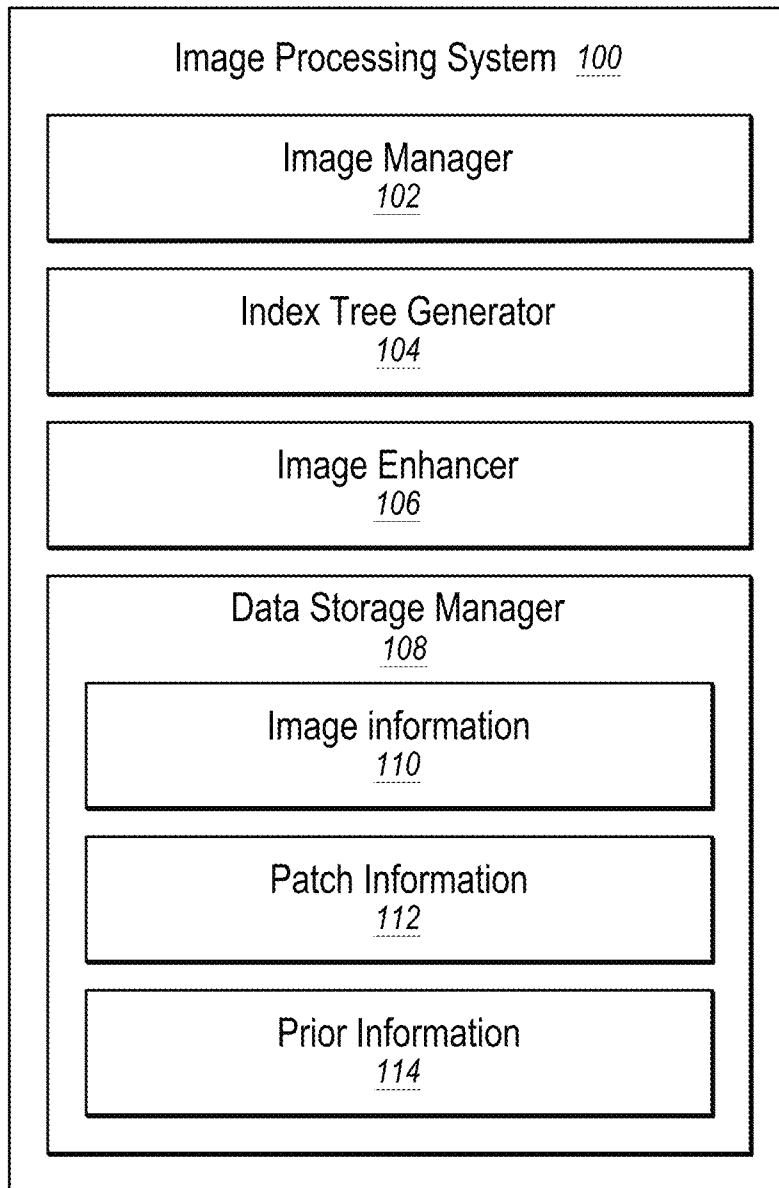 Image Processing System 100
Image Manager
102
Index Tree Generator
104
Image Enhancer
106
Data Storage Manager
108
Image information
110
Patch Information
112
Prior Information
114